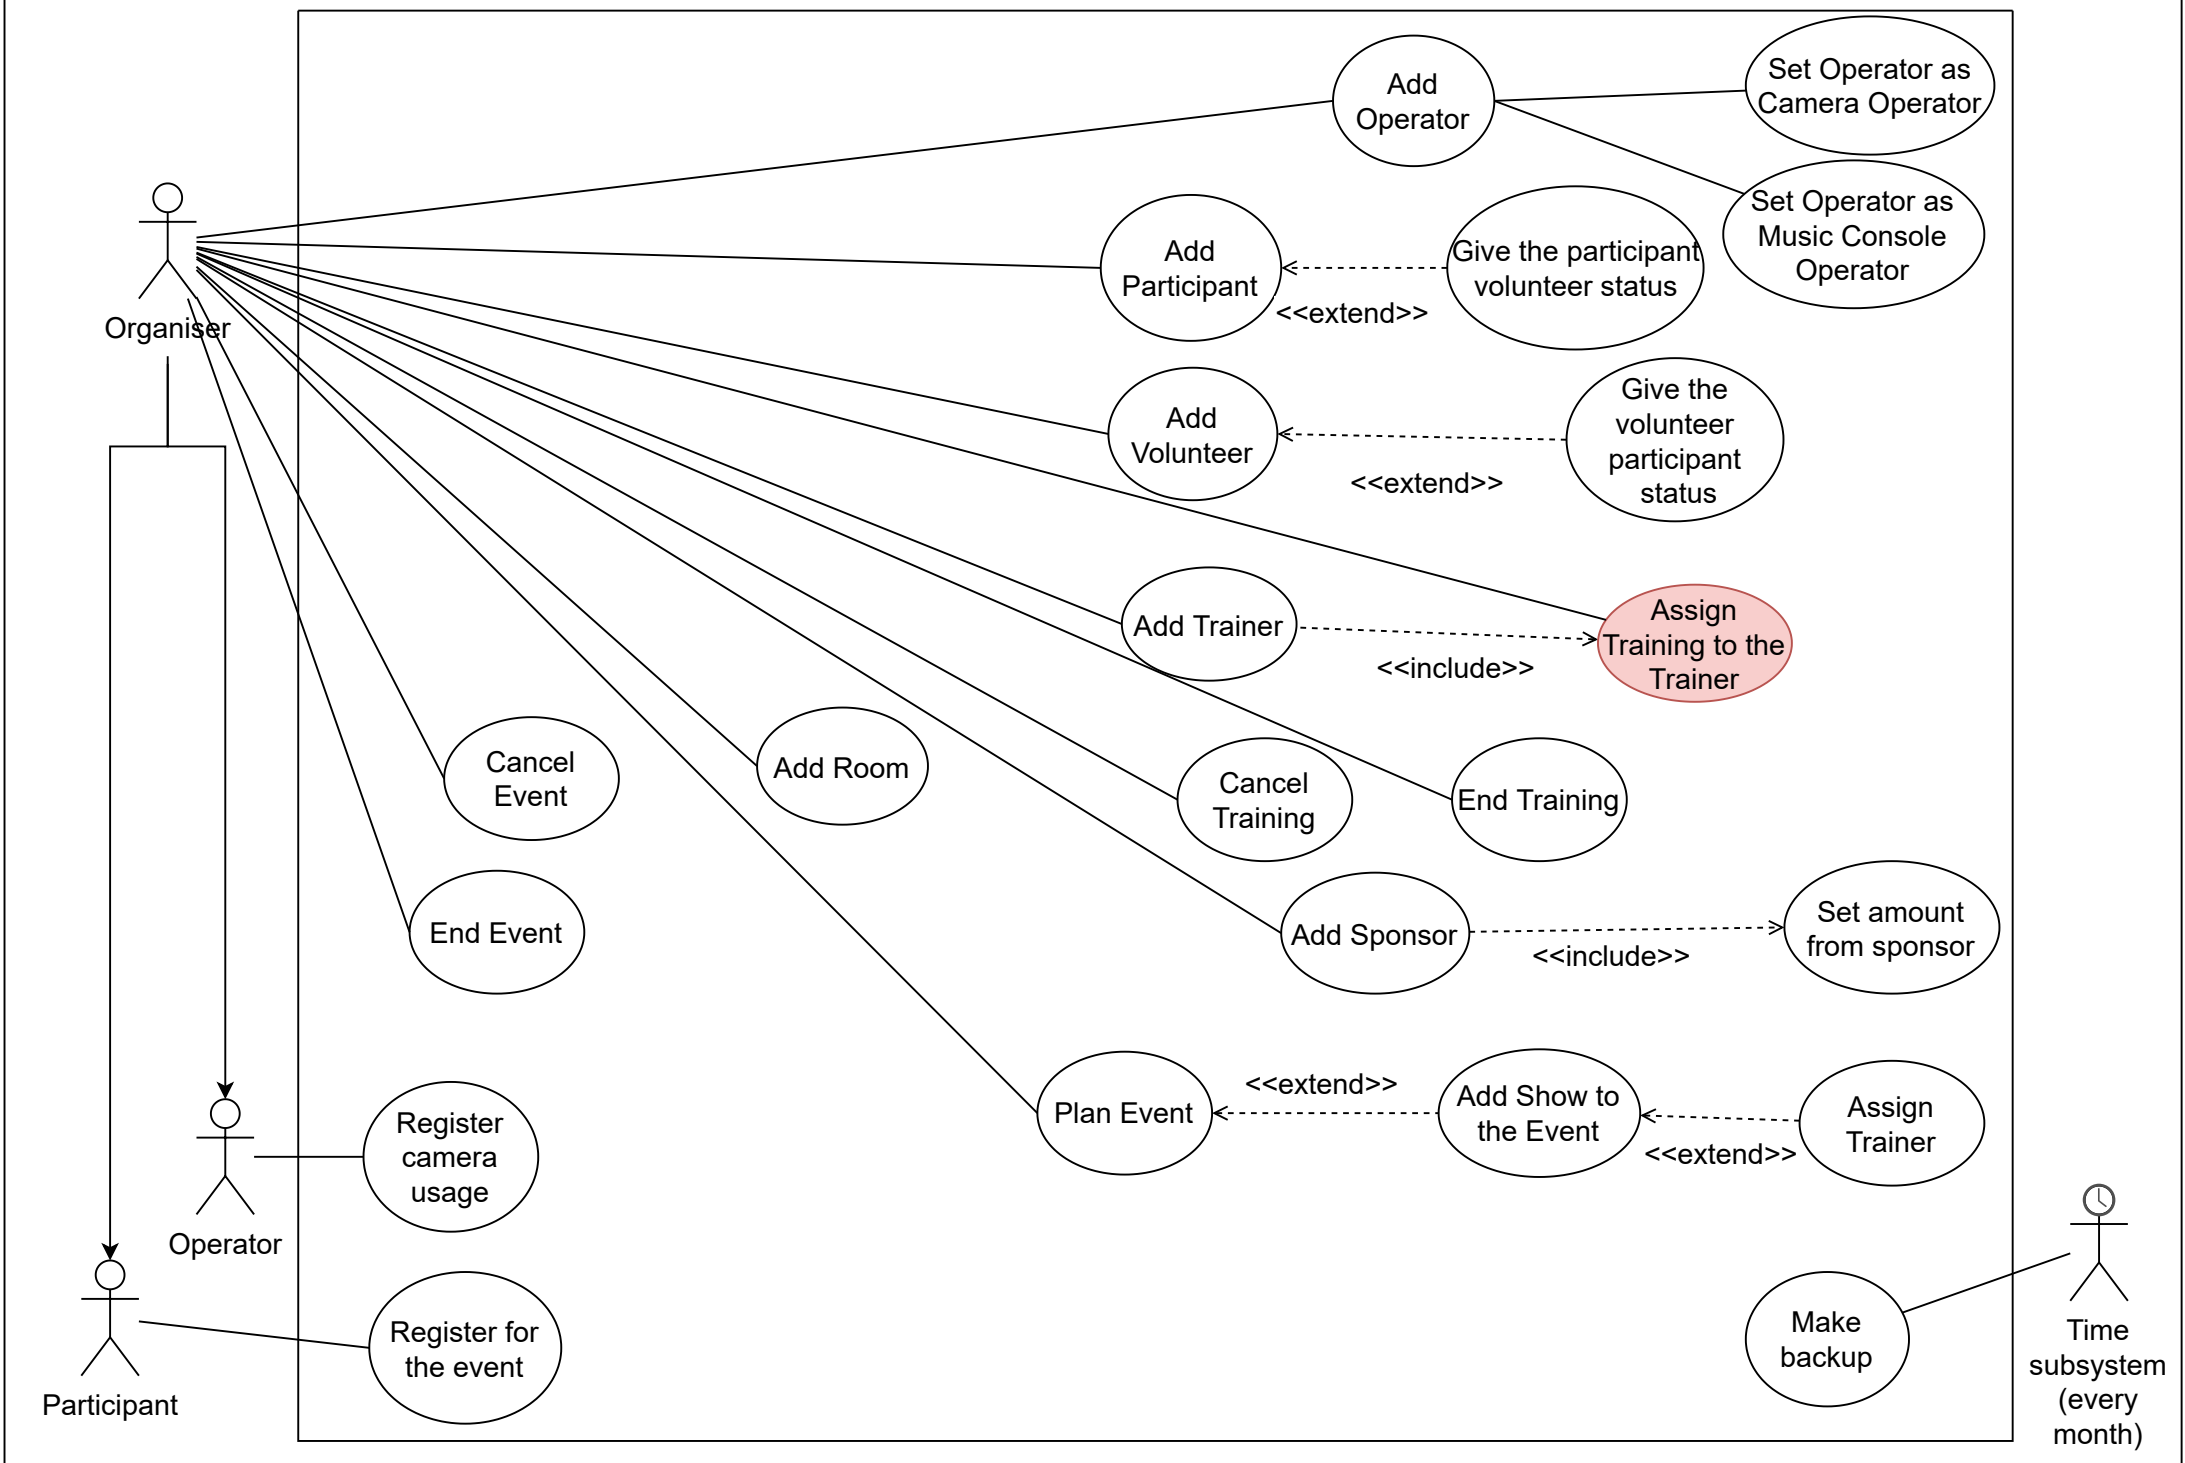 Set Operator as
Camera Operator
Add
Operator
Set Operator as
Music Console
Operator
Add
Participant
<<extend>>
Give the participant
volunteer status
Organiser
Add
Volunteer
<<extend>>
Give the
volunteer
participant
status
Add Trainer
<<include>>
Assign
Training to the
Trainer
Cancel
Event
Add Room
Cancel
Training
End Training
End Event
Add Sponsor
<<include>>
Set amount
from sponsor
Plan Event
<<extend>>
Add Show to
the Event
<<extend>>
Assign
Trainer
Register
camera
usage
Operator
Register for
the event
Participant
Make
backup
Time
subsystem
(every
month)